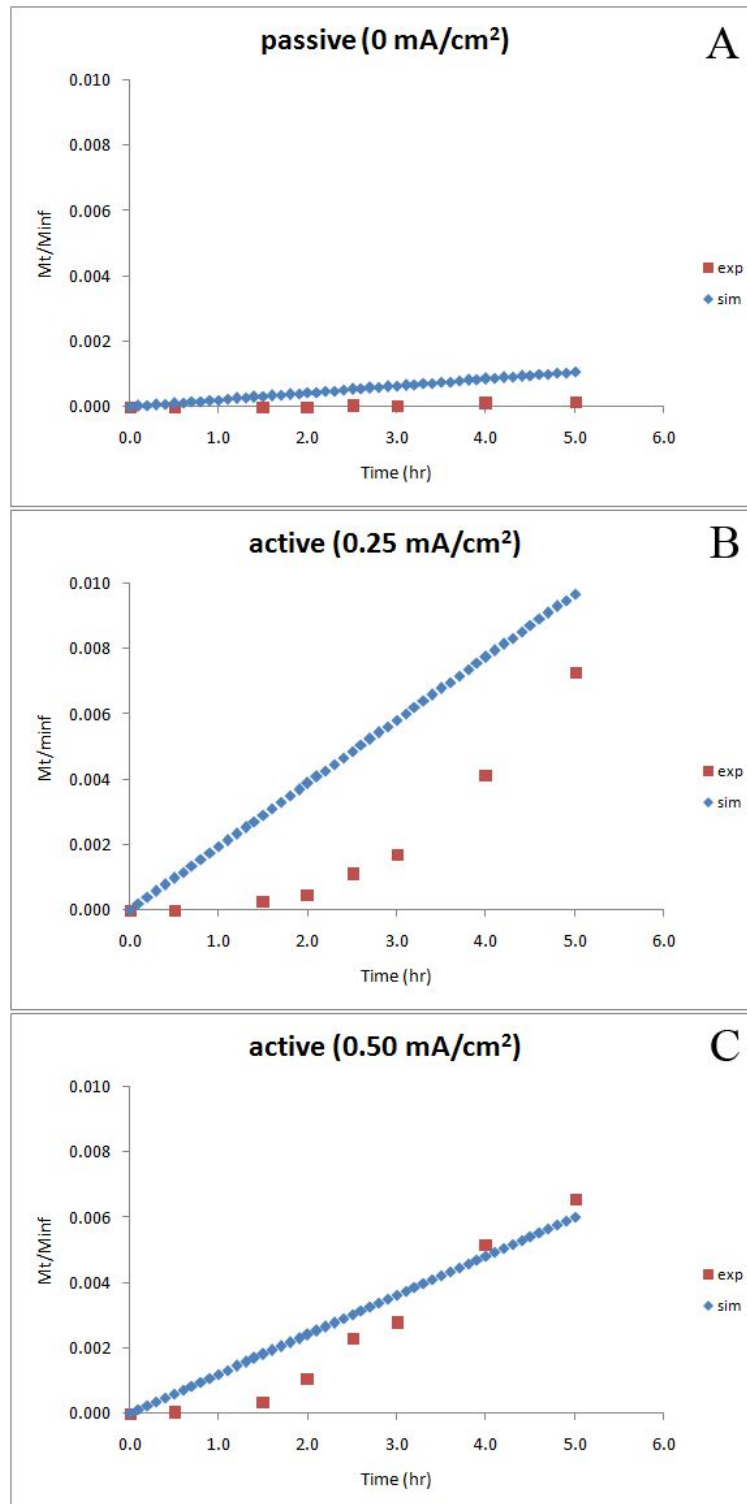 passive (0 mA/cm²)
A
0.010
0.008
0.006
0.004
0.002
0.000
Mt/Minf
0.0 1.0 2.0 3.0 4.0 5.0 6.0
Time (hr)
exp
sim
active (0.25 mA/cm²)
B
0.010
0.008
0.006
0.004
0.002
0.000
Mt/minf
0.0 1.0 2.0 3.0 4.0 5.0 6.0
Time (hr)
exp
sim
active (0.50 mA/cm²)
C
0.010
0.008
0.006
0.004
0.002
0.000
Mt/Minf
0.0 1.0 2.0 3.0 4.0 5.0 6.0
Time (hr)
exp
sim